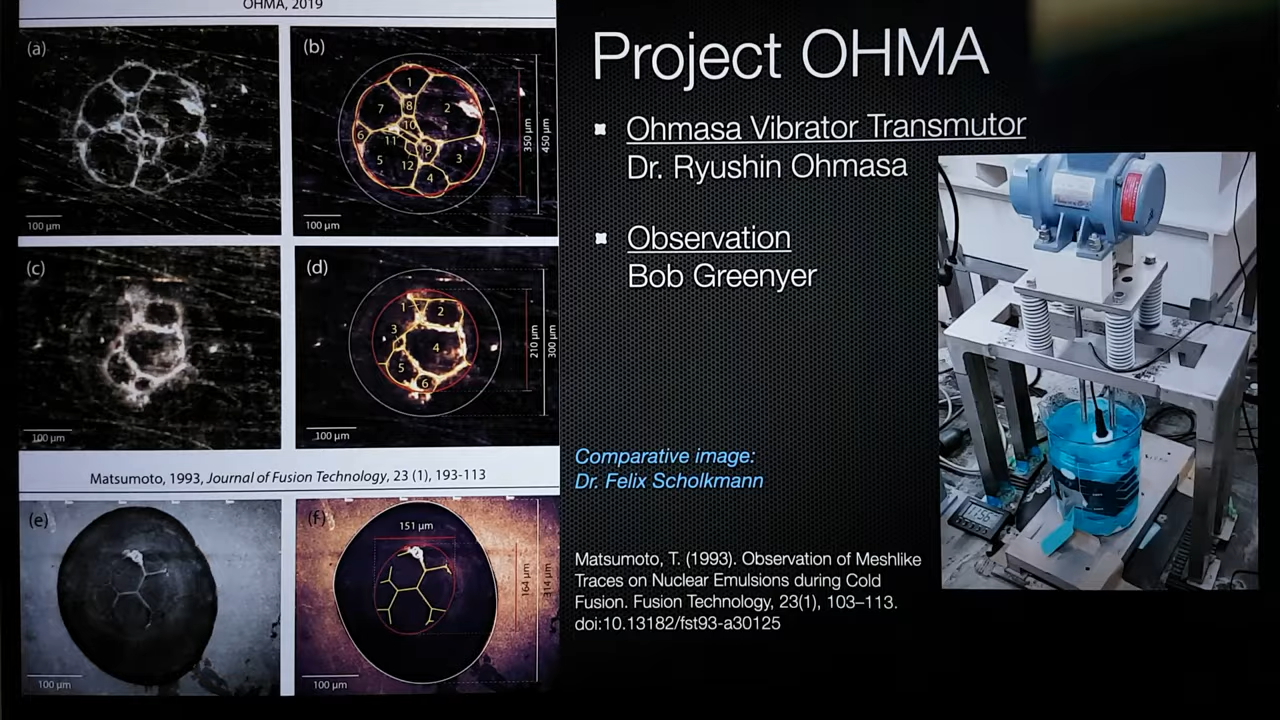 OHMA, 2019
(a)
100 µm
(b)
1
2
3
4
5
6
7
8
9
10
11
12
350 µm
450 µm
100 µm
(c)
100 µm
(d)
1
2
3
4
5
6
210 µm
300 µm
100 µm
Matsumoto, 1993, Journal of Fusion Technology, 23 (1), 193-113
(e)
100 µm
(f)
151 µm
164 µm
314 µm
100 µm
Project OHMA
Ohmasa Vibrator Transmutor
Dr. Ryushin Ohmasa
Observation
Bob Greenyer
Comparative image:
Dr. Felix Scholkmann
Matsumoto, T. (1993). Observation of Meshlike
Traces on Nuclear Emulsions during Cold
Fusion. Fusion Technology, 23(1), 103–113.
doi:10.13182/fst93-a30125